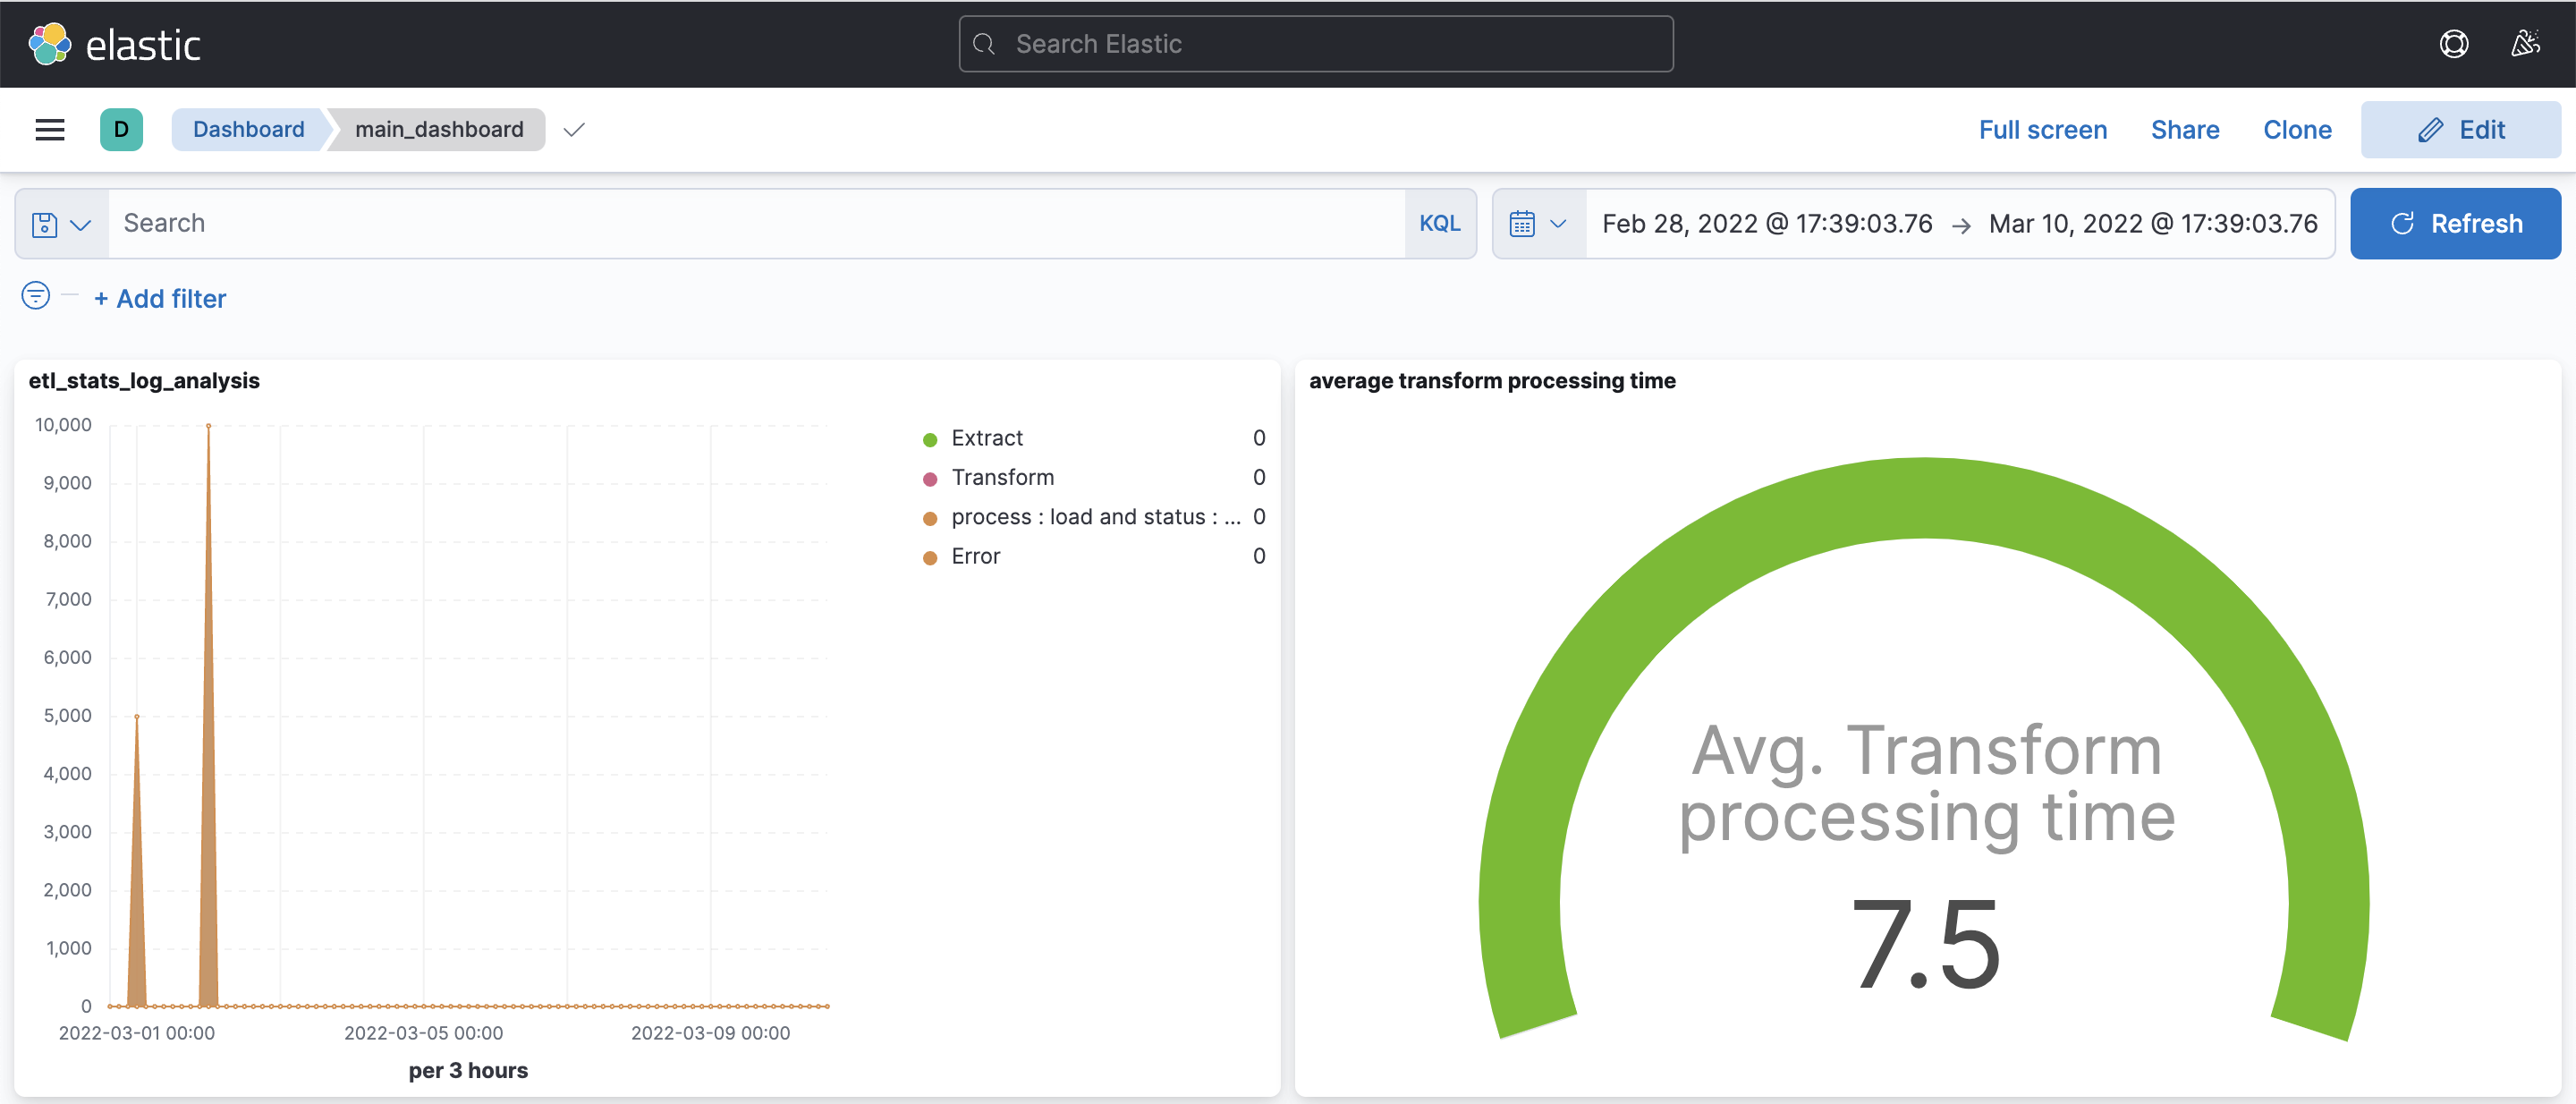 elastic
Search Elastic
D
Dashboard
main_dashboard
Full screen
Share
Clone
Edit
Search
KQL
Feb 28, 2022 @ 17:39:03.76 → Mar 10, 2022 @ 17:39:03.76
Refresh
+ Add filter
etl_stats_log_analysis
10,000
9,000
8,000
7,000
6,000
5,000
4,000
3,000
2,000
1,000
0
2022-03-01 00:00
2022-03-05 00:00
2022-03-09 00:00
per 3 hours
Extract 0
Transform 0
process : load and status : ... 0
Error 0
average transform processing time
Avg. Transform
processing time
7.5